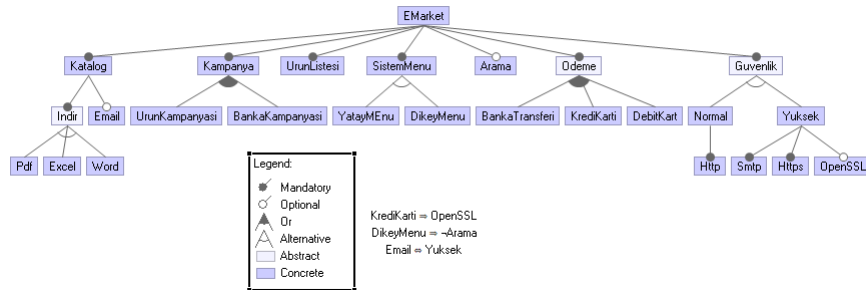 EMarket
Katalog Kampanya UrunListesi SistemMenu Arama Odeme Guvenlik
Indir Email UrunKampanyasi BankaKampanyasi YatayMEnu DikeyMenu BankaTransferi KrediKarti DebitKart Normal Yuksek
Pdf Excel Word Http Smtp Https OpenSSL
Legend:
Mandatory
Optional
Or
Alternative
Abstract
Concrete
KrediKarti ⇒ OpenSSL
DikeyMenu ⇒ ¬Arama
Email ⇔ Yuksek